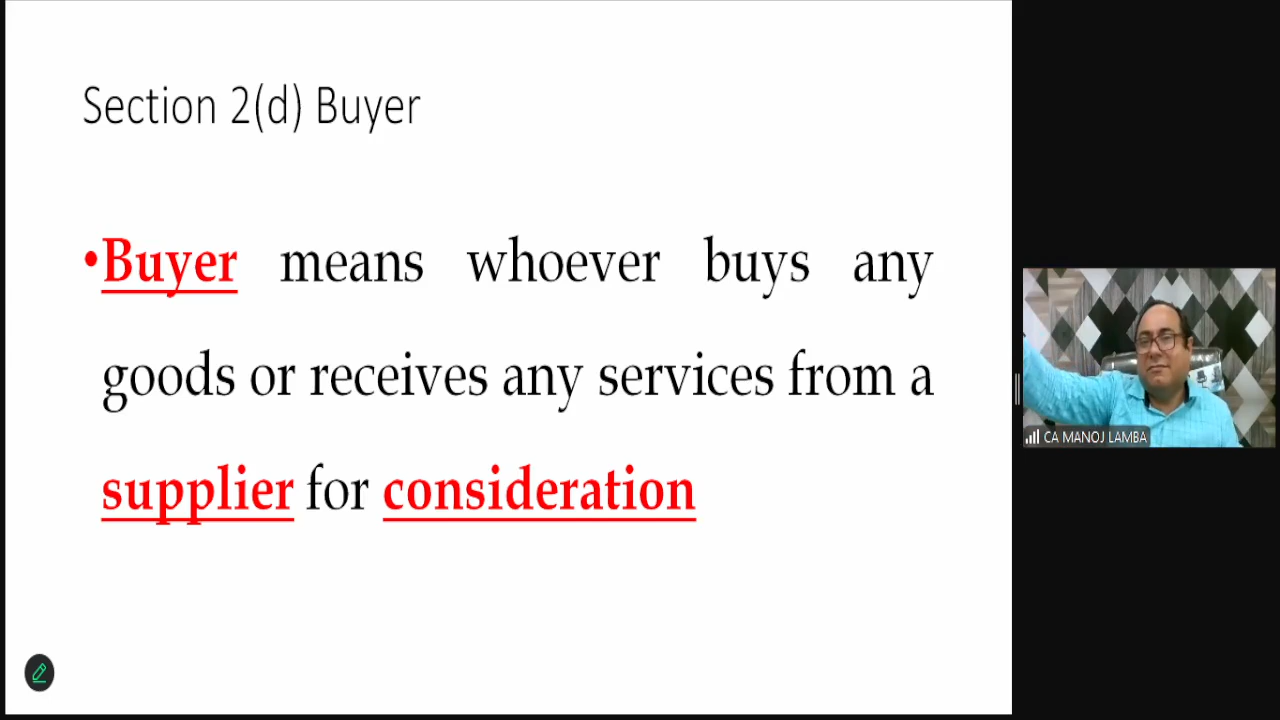 Section 2(d) Buyer
•Buyer means whoever buys any
goods or receives any services from a
supplier for consideration
CA MANOJ LAMBA